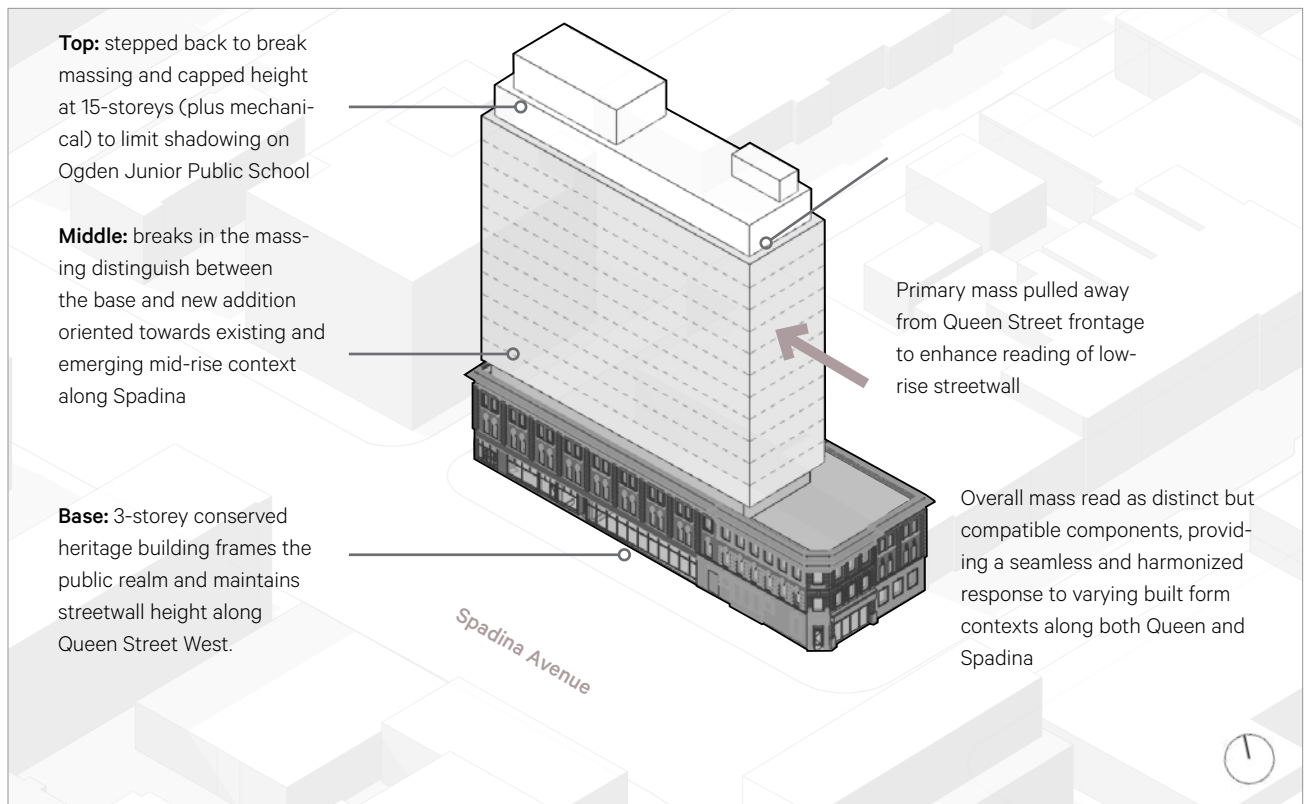 Top: stepped back to break
massing and capped height
at 15-storeys (plus mechani-
cal) to limit shadowing on
Ogden Junior Public School
Middle: breaks in the mass-
ing distinguish between
the base and new addition
oriented towards existing and
emerging mid-rise context
along Spadina
Base: 3-storey conserved
heritage building frames the
public realm and maintains
streetwall height along
Queen Street West.
Spadina Avenue
Primary mass pulled away
from Queen Street frontage
to enhance reading of low-
rise streetwall
Overall mass read as distinct but
compatible components, provid-
ing a seamless and harmonized
response to varying built form
contexts along both Queen and
Spadina